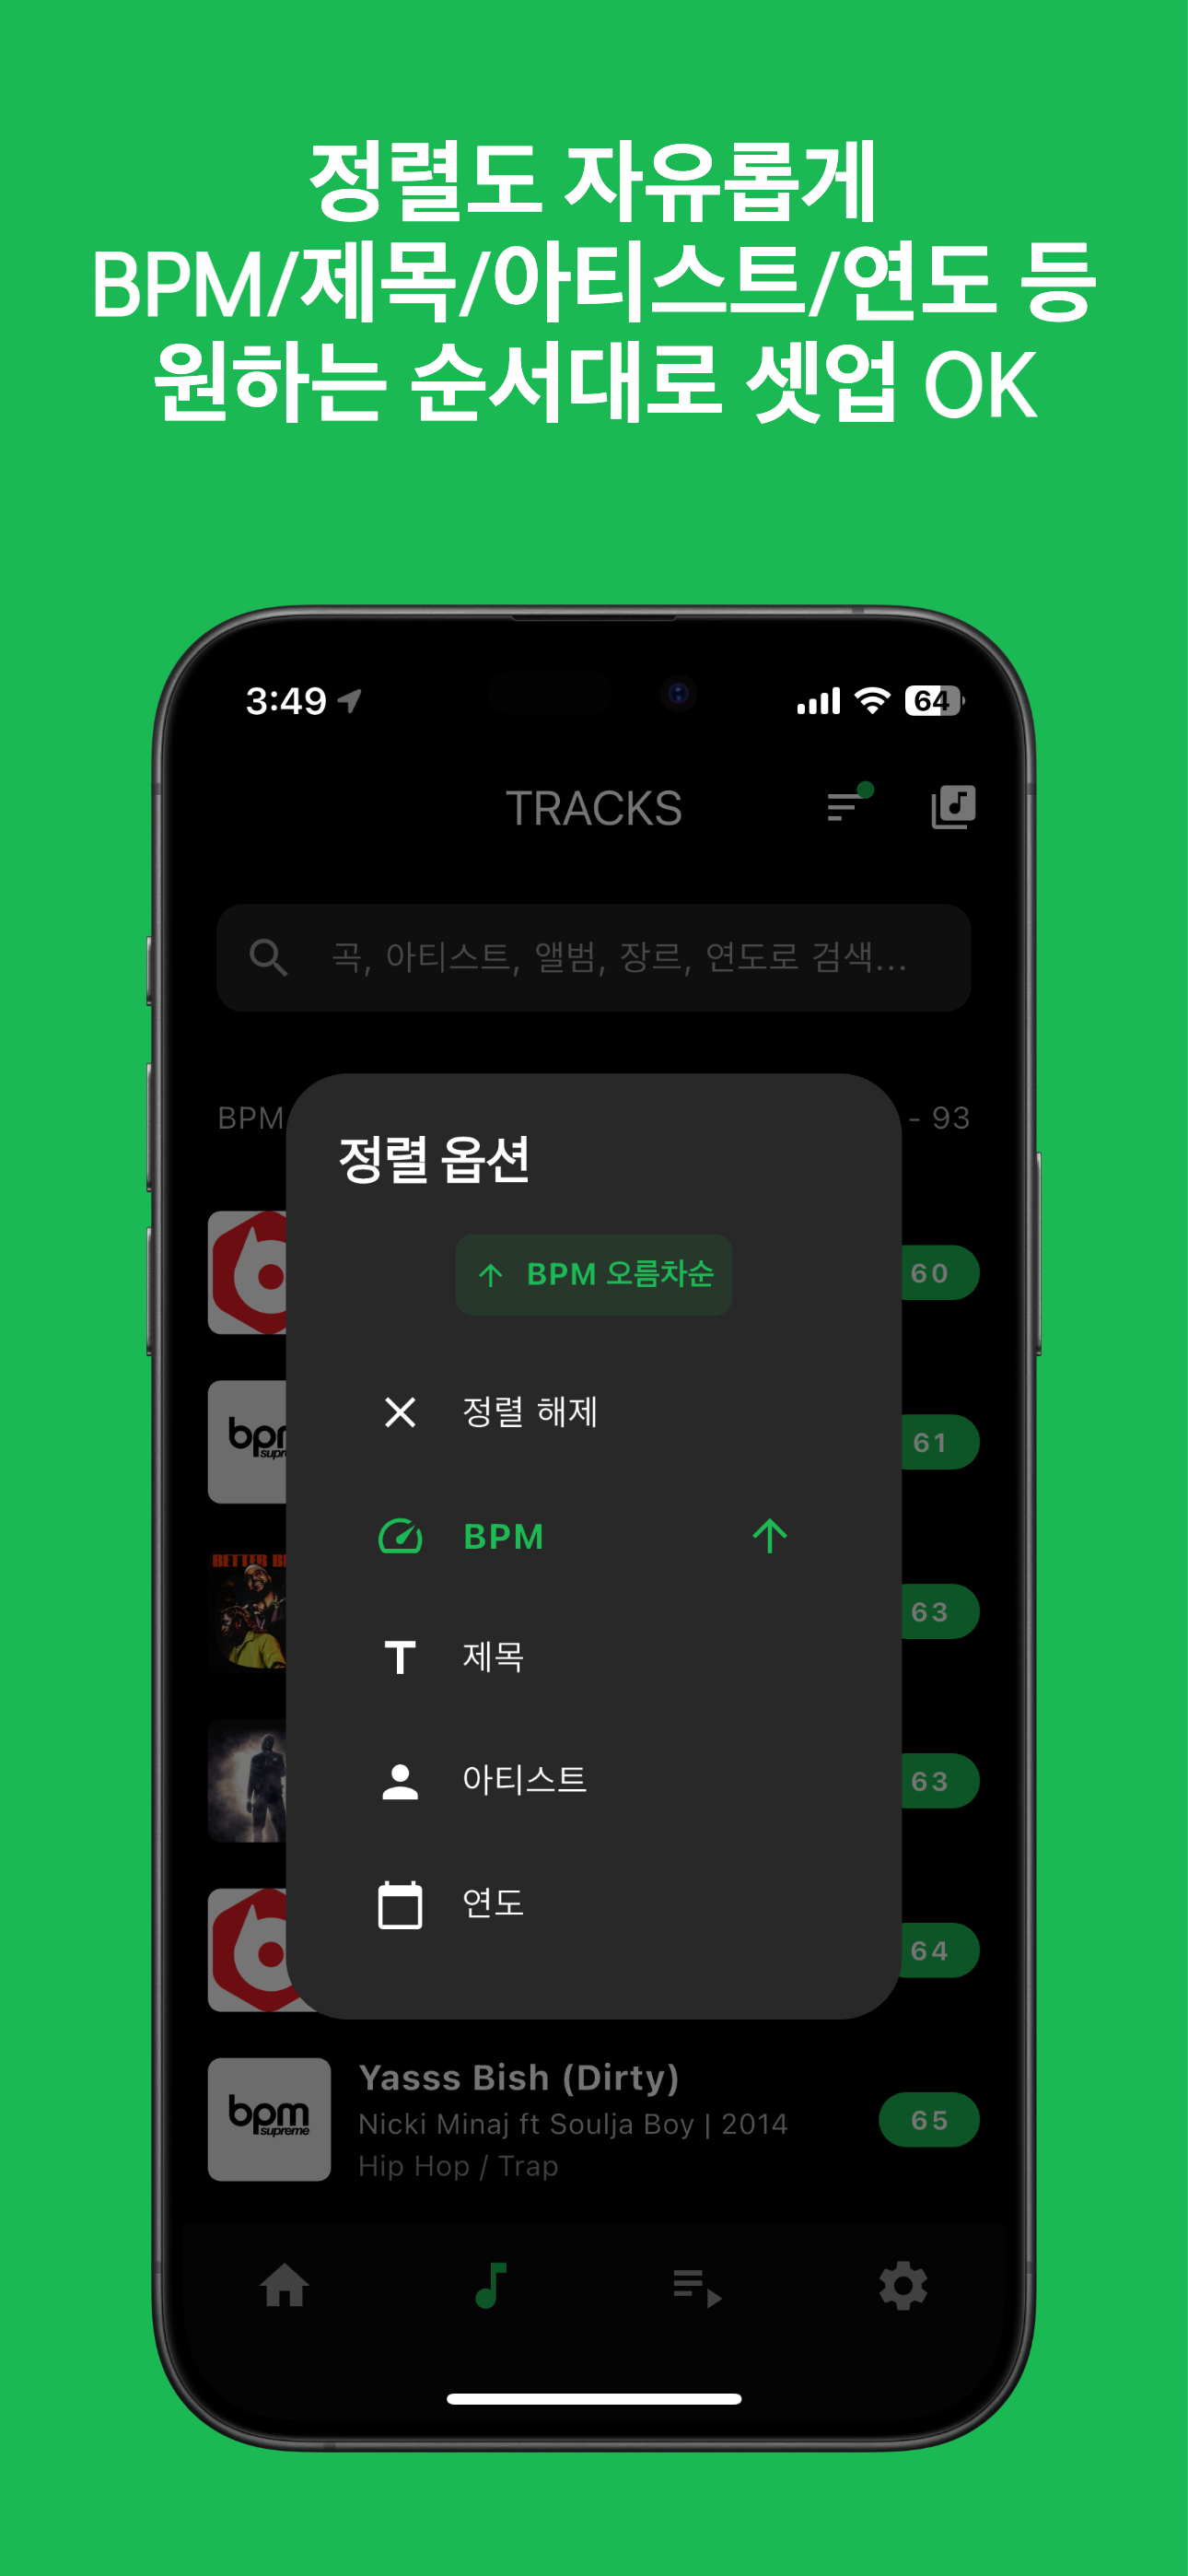 정렬도 자유롭게
BPM/제목/아티스트/연도 등
원하는 순서대로 셋업 OK
3:49
64
TRACKS
곡, 아티스트, 앨범, 장르, 연도로 검색...
BPM
- 93
정렬 옵션
BPM 오름차순
60
정렬 해제
61
BPM
BETTER
63
제목
63
아티스트
연도
64
Yasss Bish (Dirty)
Nicki Minaj ft Soulja Boy | 2014
Hip Hop / Trap
bpm
supreme
65